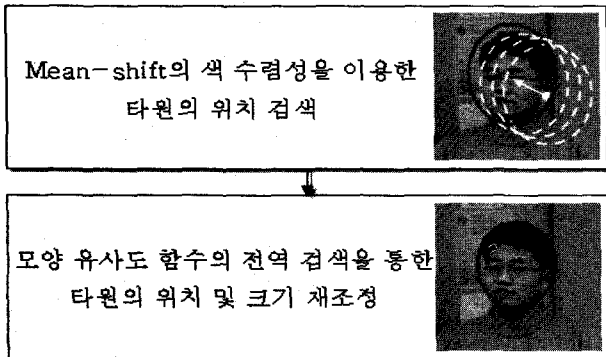 Mean-shift의 색 수렴성을 이용한
타원의 위치 검색
모양 유사도 함수의 전역 검색을 통한
타원의 위치 및 크기 재조정